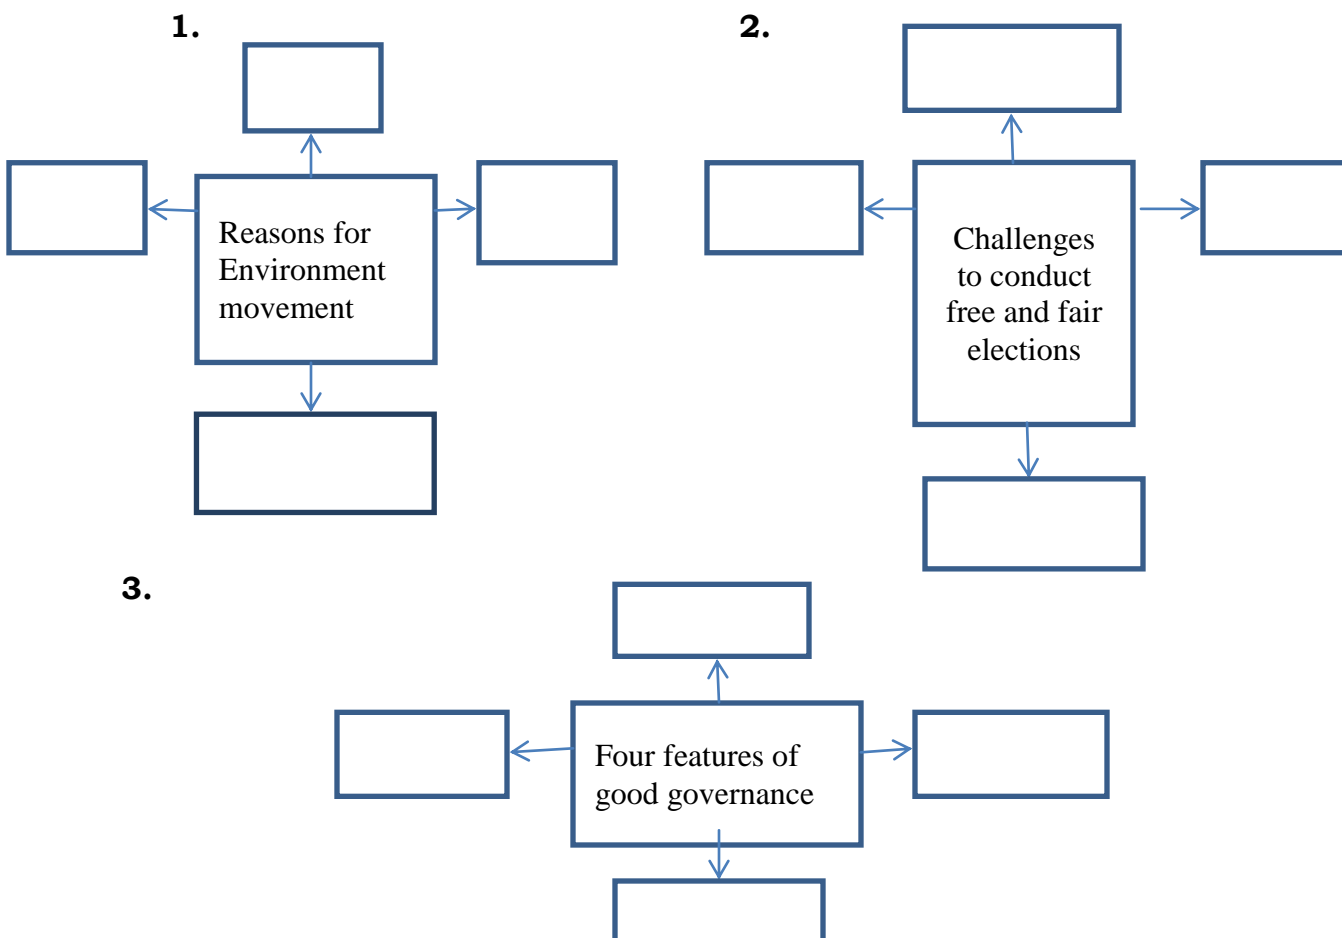 1.
Reasons for
Environment
movement
2.
Challenges
to conduct
free and fair
elections
3.
Four features of
good governance